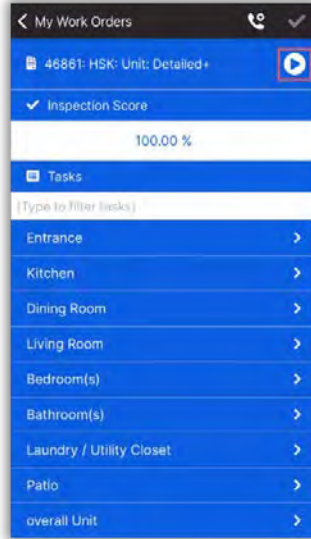 My Work Orders
46861: HSK: Unit: Detailed+
Inspection Score
100.00 %
Tasks
(Type to filter tasks)
Entrance
Kitchen
Dining Room
Living Room
Bedroom(s)
Bathroom(s)
Laundry / Utility Closet
Patio
overall Unit